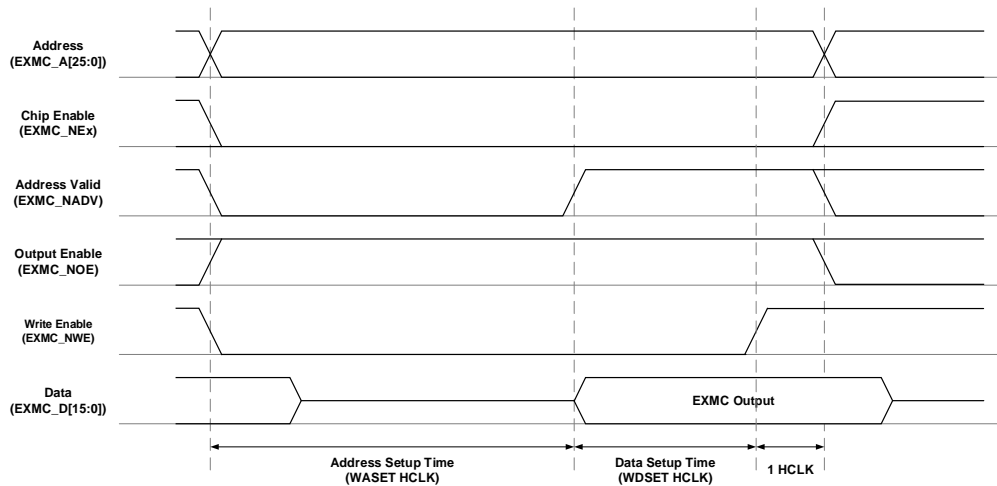 Address
(EXMC_A[25:0])
Chip Enable
(EXMC_NEx)
Address Valid
(EXMC_NADV)
Output Enable
(EXMC_NOE)
Write Enable
(EXMC_NWE)
Data
(EXMC_D[15:0])
EXMC Output
Address Setup Time
(WASET HCLK)
Data Setup Time
(WDSET HCLK)
1 HCLK